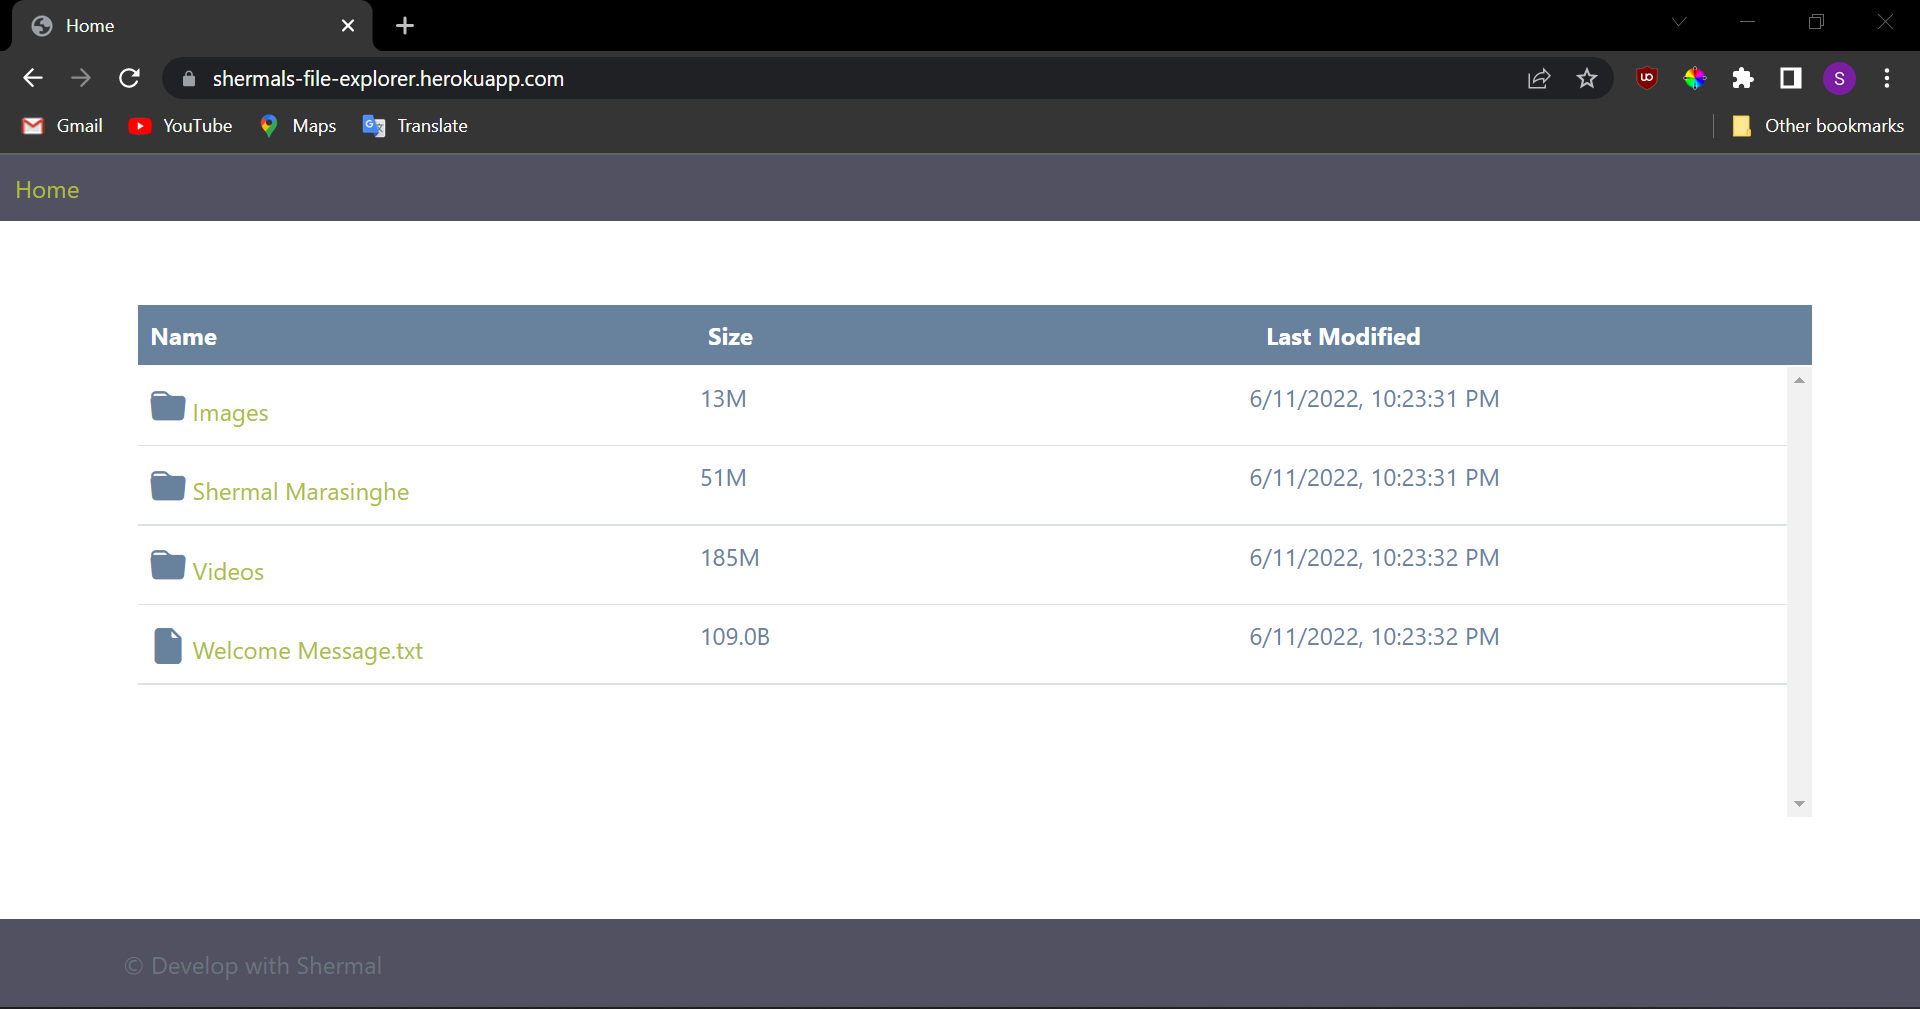 Home
shermals-file-explorer.herokuapp.com
S
Gmail YouTube Maps Translate Other bookmarks
Home
Name Size Last Modified
Images 13M 6/11/2022, 10:23:31 PM
Shermal Marasinghe 51M 6/11/2022, 10:23:31 PM
Videos 185M 6/11/2022, 10:23:32 PM
Welcome Message.txt 109.0B 6/11/2022, 10:23:32 PM
© Develop with Shermal